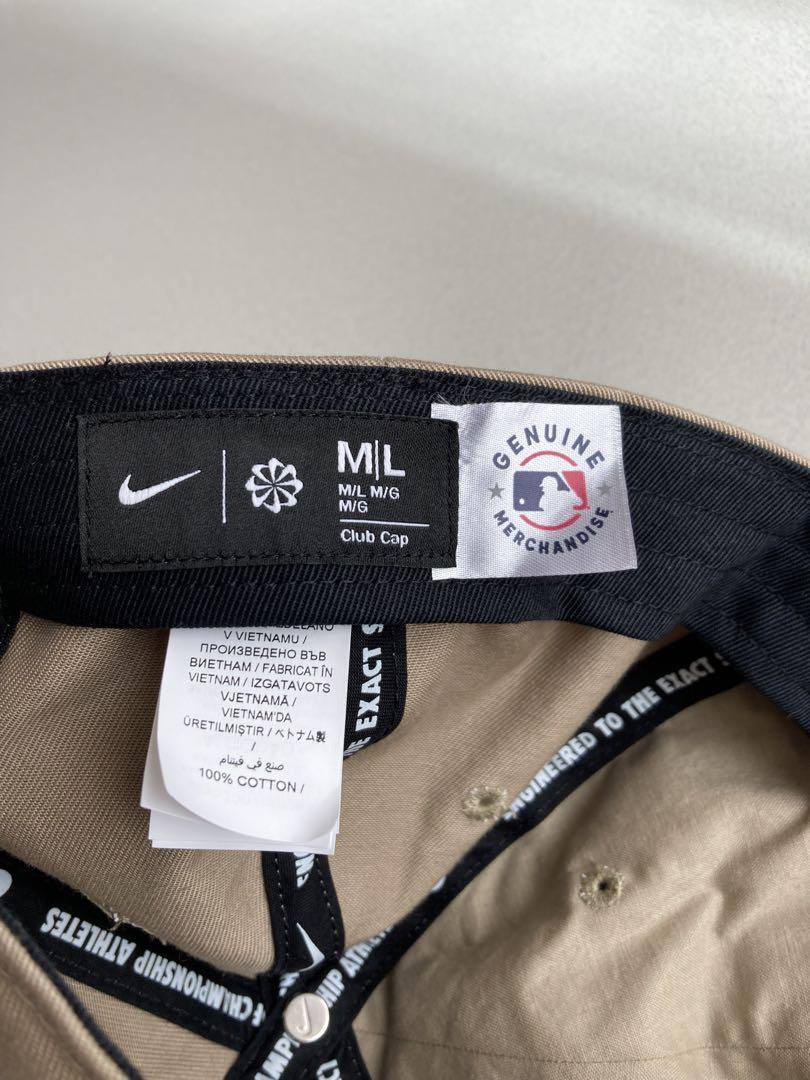 M|L
M/L M/G
M/G
Club Cap
GENUINE
MERCHANDISE
V VIETNAMU /
ПРОИЗВЕДЕНО ВЪВ
ВИЕТНАМ / FABRICAT ÎN
VIETNAM / IZGATAVOTS
VJETNAMĀ /
VIETNAM'DA
ÜRETILMIŞTIR / ベトナム製
/
صنع في فيتنام
100% COTTON /
EXACT S
ENGINEERED TO THE EXACT S
CHAMPIONSHIP ATHLETES